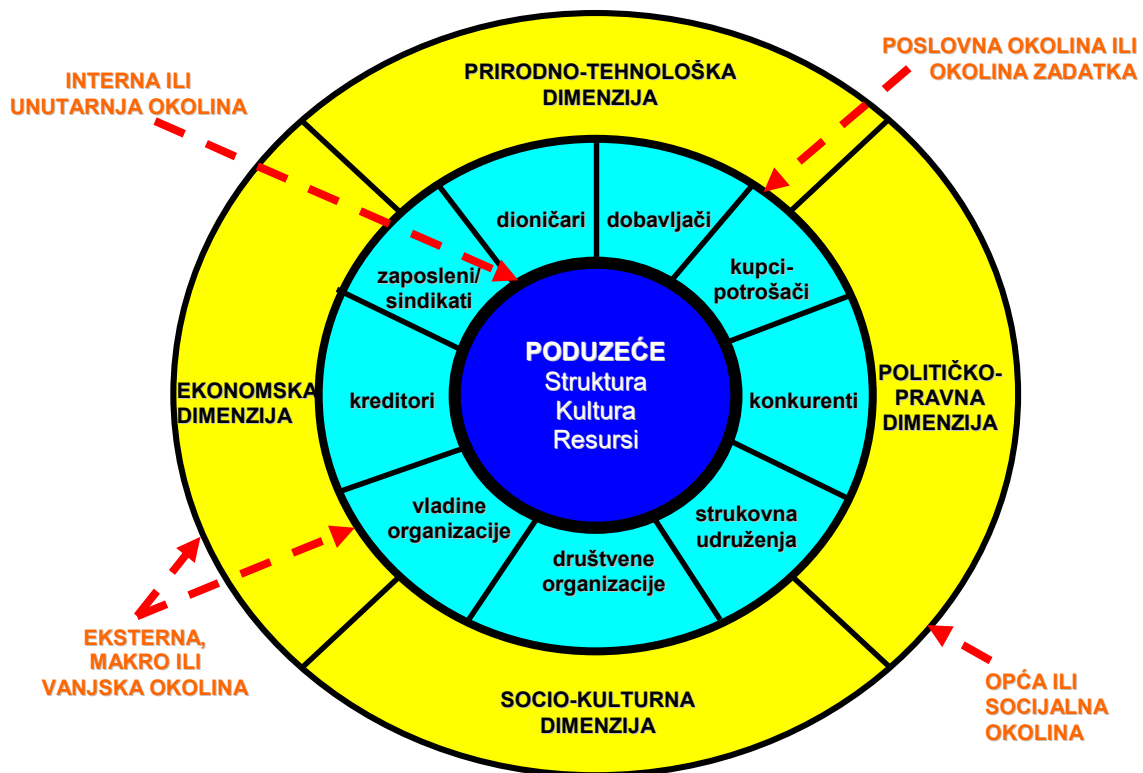 INTERNA ILI
UNUTARNJA OKOLINA
PRIRODNO-TEHNOLOŠKA
DIMENZIJA
POSLOVNA OKOLINA ILI
OKOLINA ZADATKA
dioničari
dobavljači
zaposleni/
sindikati
kupci-
potrošači
EKONOMSKA
DIMENZIJA
kreditori
PODUZEĆE
Struktura
Kultura
Resursi
konkurenti
POLITIČKO-
PRAVNA
DIMENZIJA
vladine
organizacije
društvene
organizacije
strukovna
udruženja
EKSTERNA,
MAKRO ILI
VANJSKA OKOLINA
SOCIO-KULTURNA
DIMENZIJA
OPĆA ILI
SOCIJALNA
OKOLINA